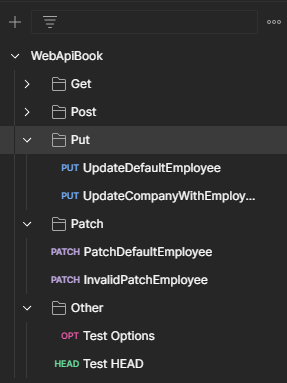 WebApiBook
Get
Post
Put
PUT UpdateDefaultEmployee
PUT UpdateCompanyWithEmploy...
Patch
PATCH PatchDefaultEmployee
PATCH InvalidPatchEmployee
Other
OPT Test Options
HEAD Test HEAD